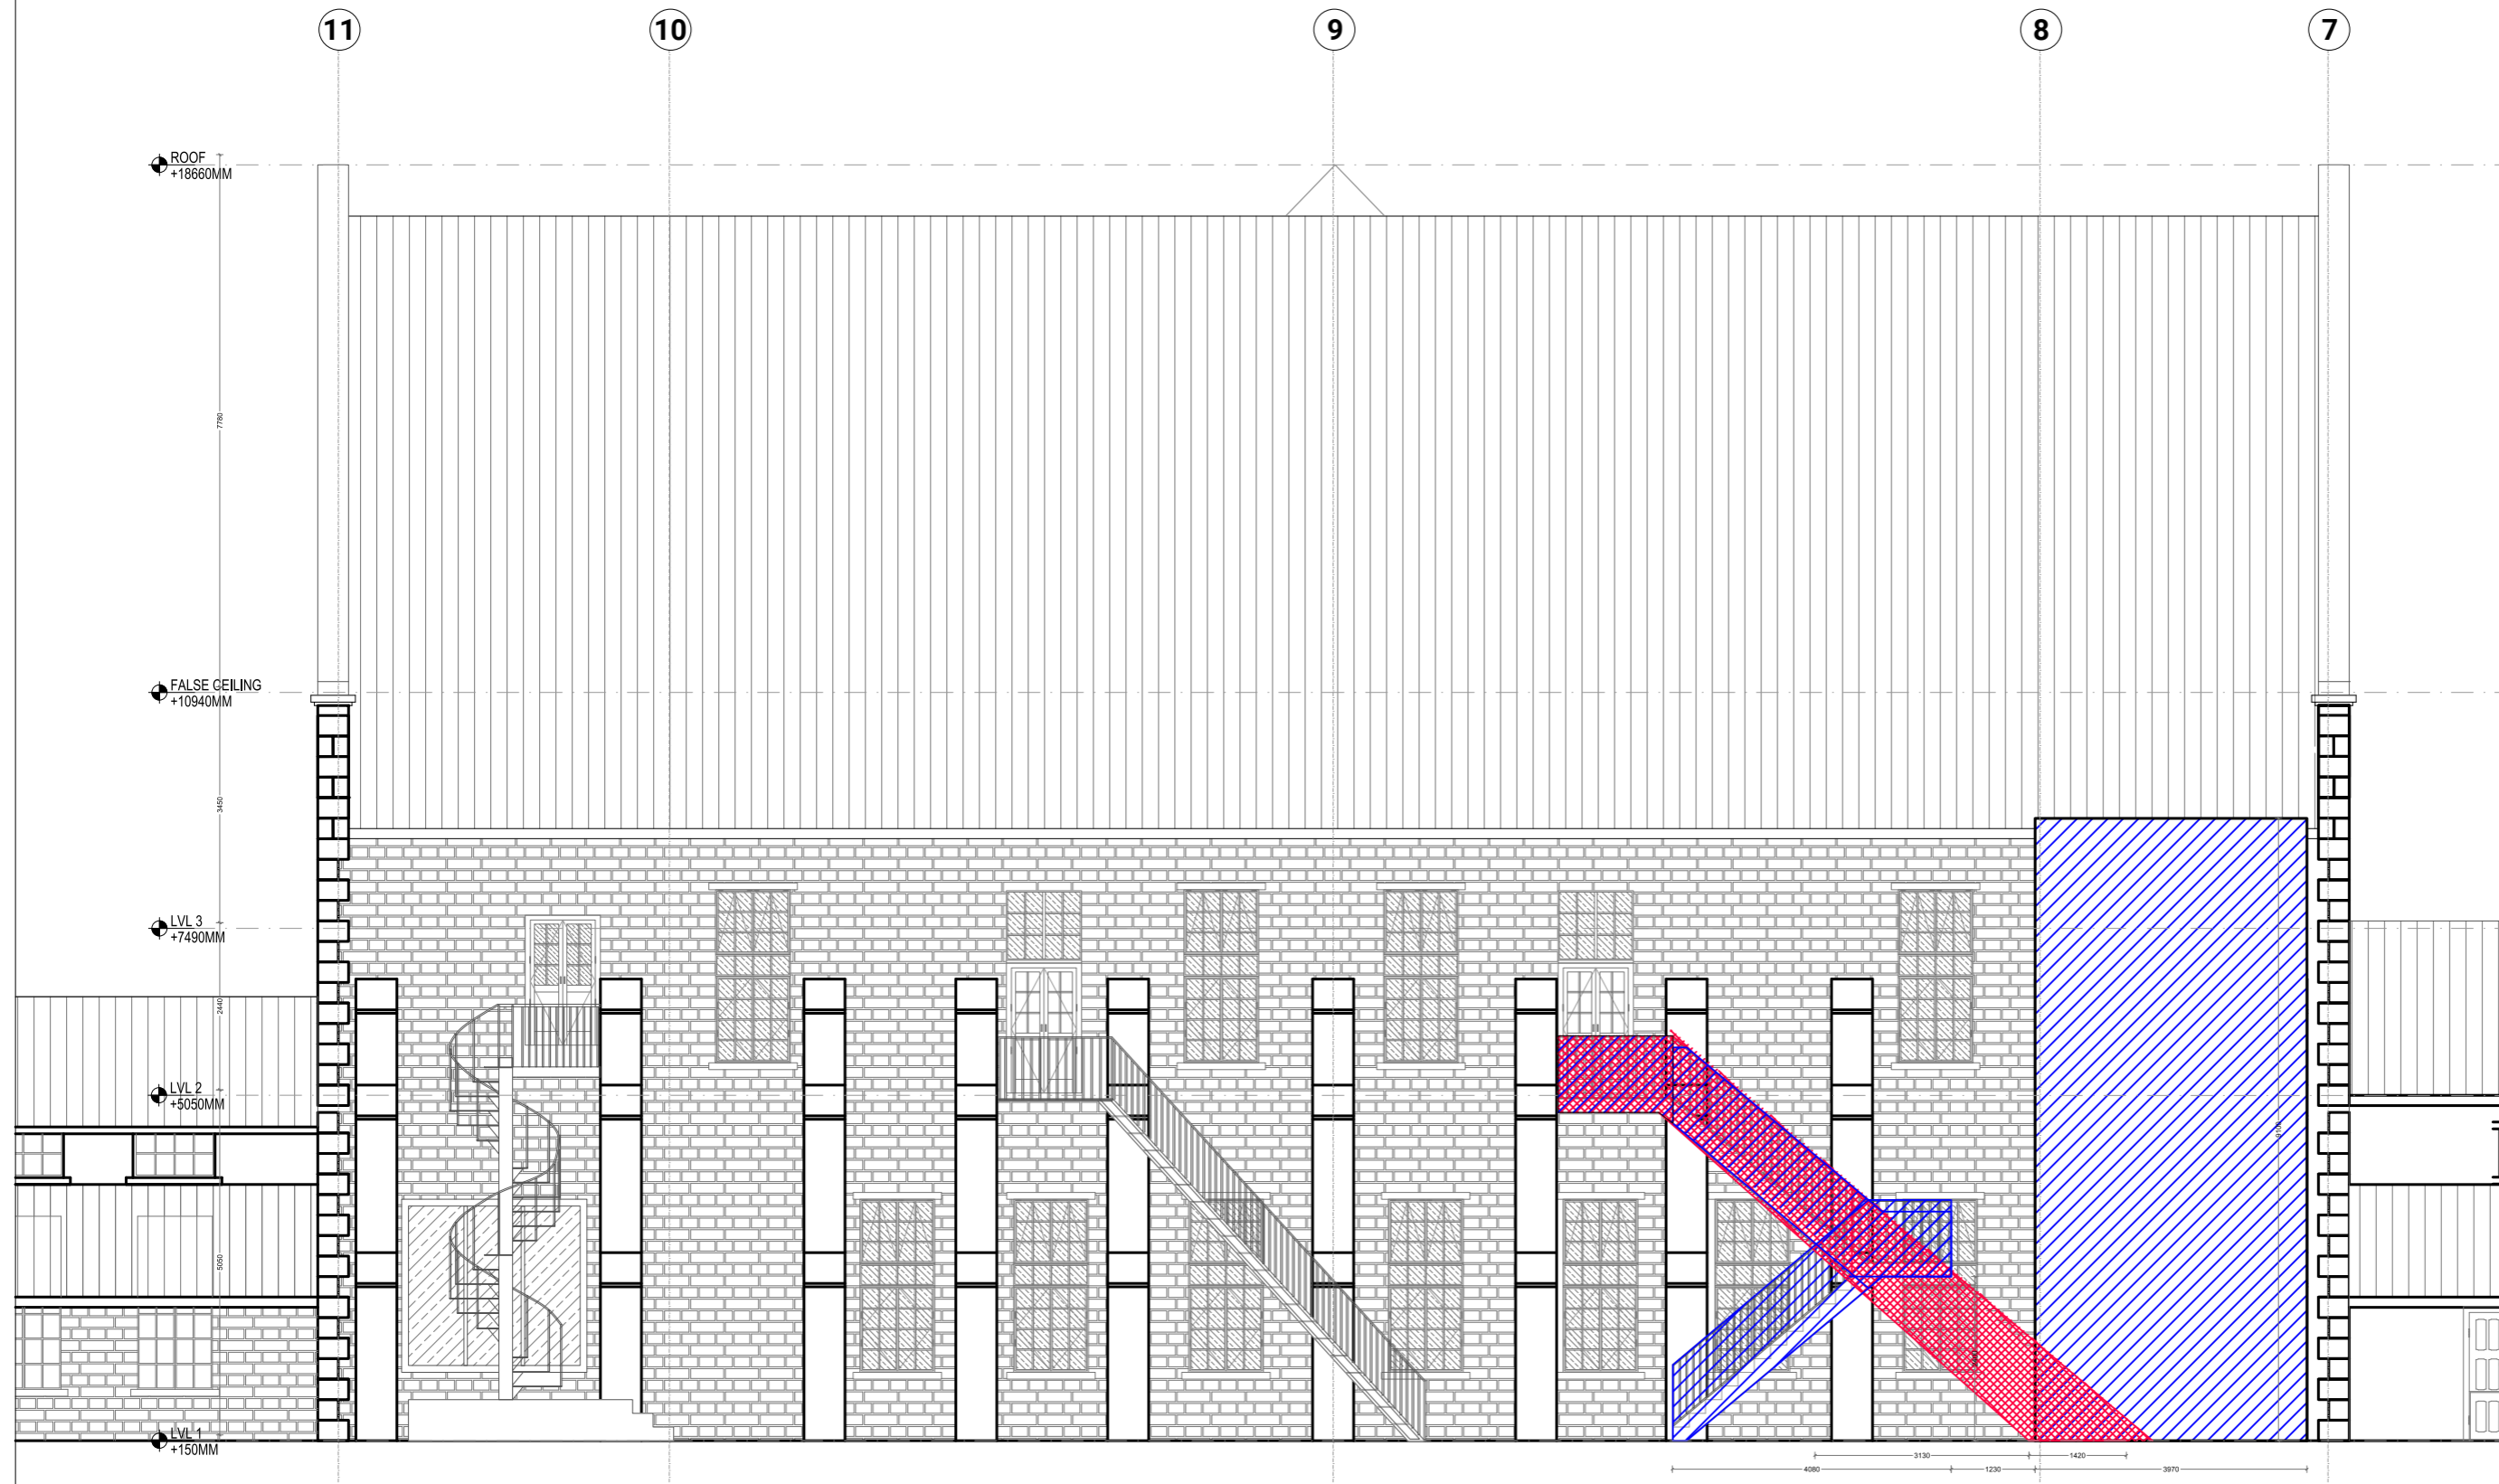 11 10 9 8 7
ROOF
+18660MM
7780
FALSE CEILING
+10940MM
3450
LVL 3
+7490MM
2440
LVL 2
+5050MM
9100
5050
LVL 1
+150MM
3130 1420
4080 1230 3970